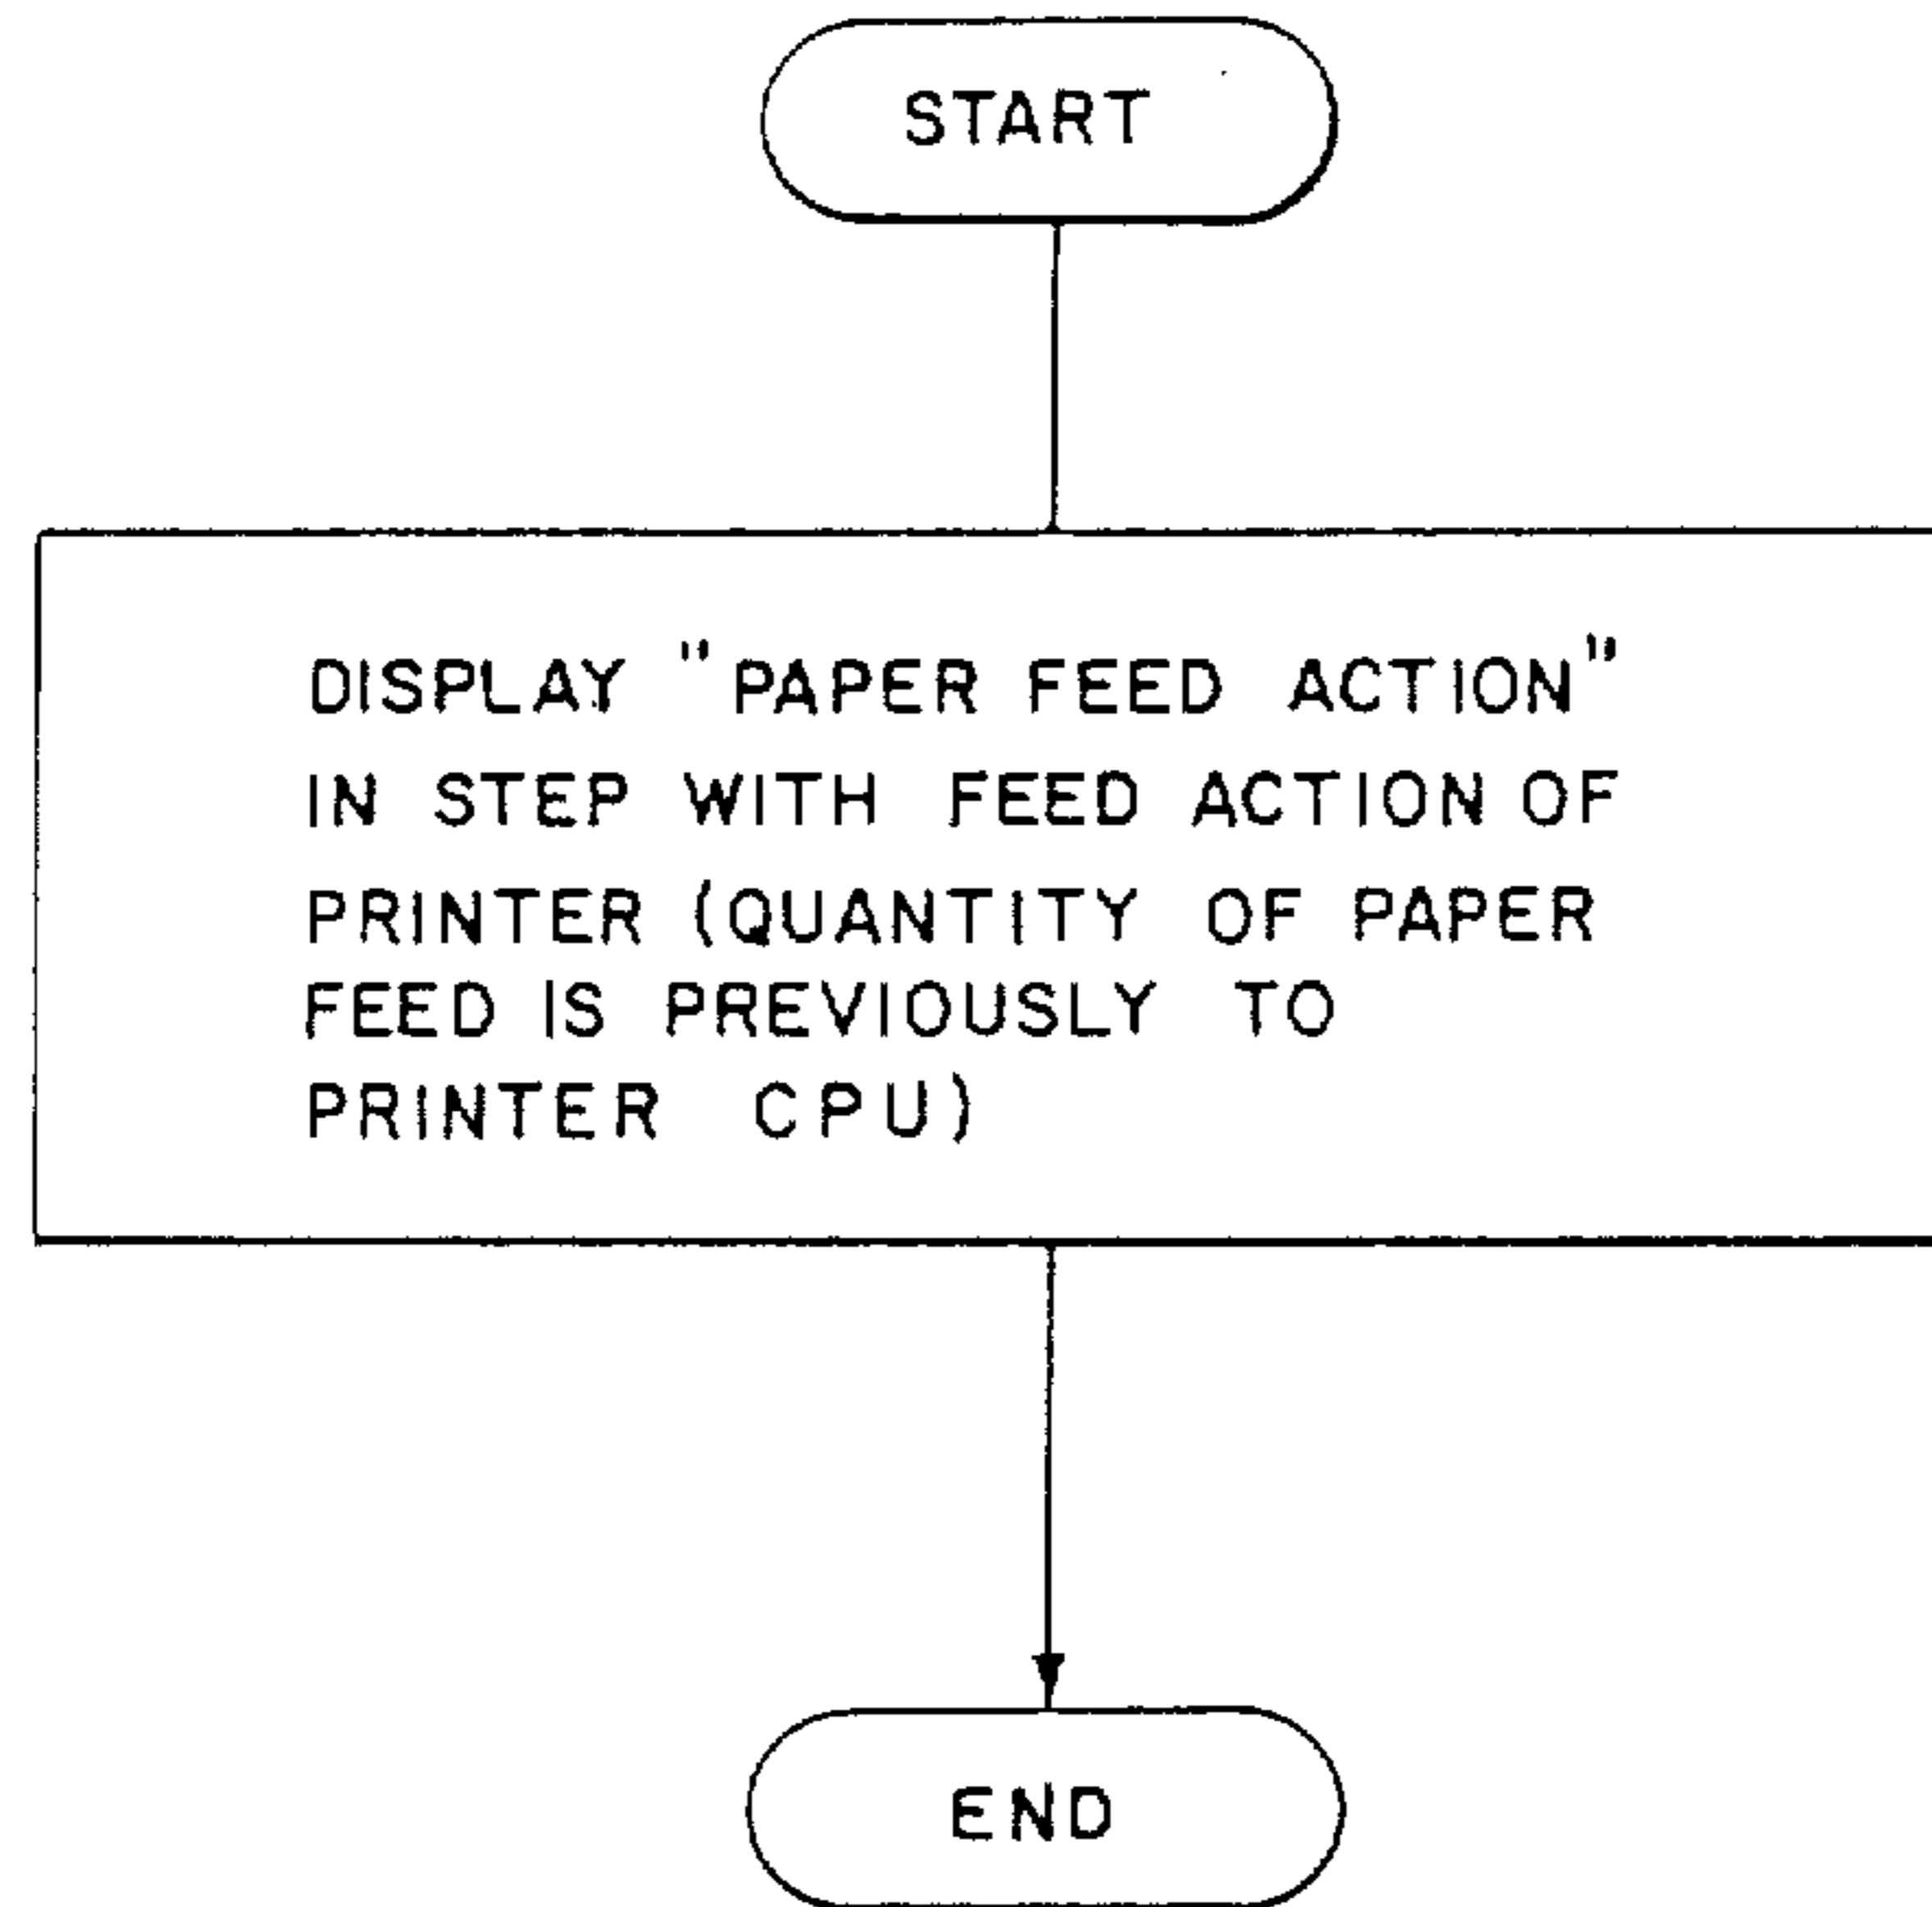 START
DISPLAY "PAPER FEED ACTION"
IN STEP WITH FEED ACTION OF
PRINTER (QUANTITY OF PAPER
FEED IS PREVIOUSLY TO
PRINTER CPU)
END